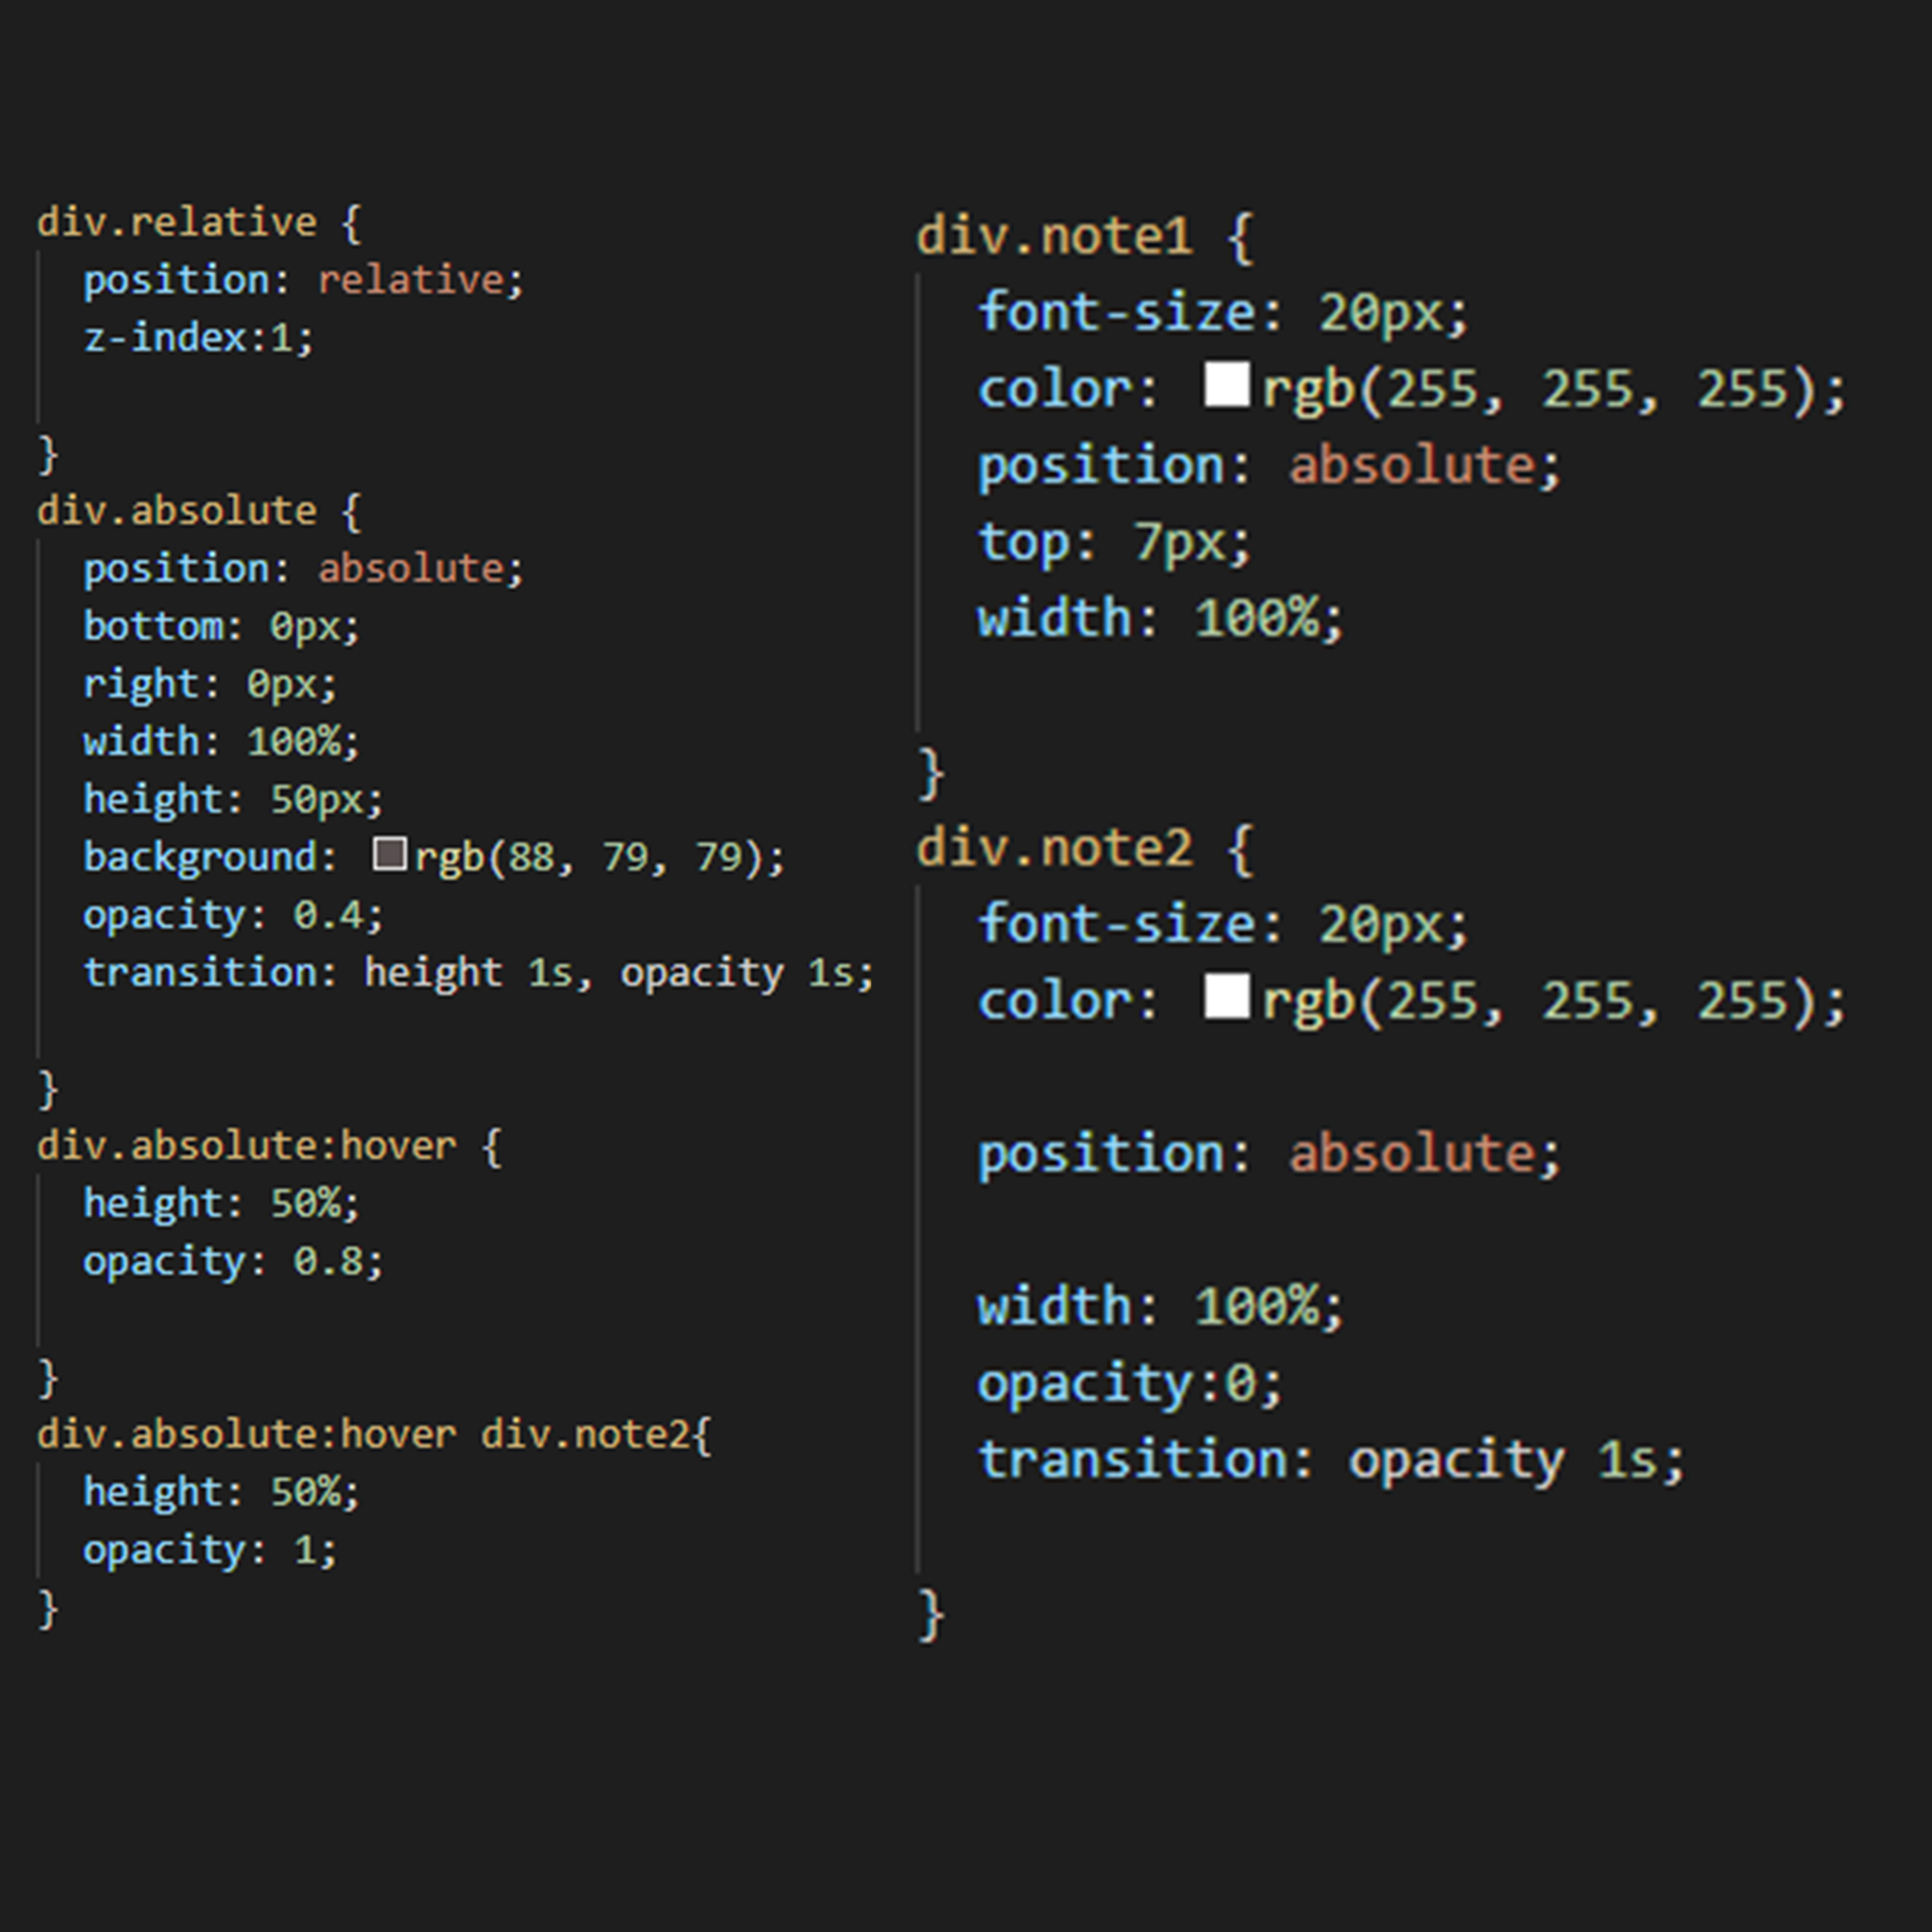 div.relative {
position: relative;
z-index:1;
}
div.absolute {
position: absolute;
bottom: 0px;
right: 0px;
width: 100%;
height: 50px;
background: rgb(88, 79, 79);
opacity: 0.4;
transition: height 1s, opacity 1s;
}
div.absolute:hover {
height: 50%;
opacity: 0.8;
}
div.absolute:hover div.note2{
height: 50%;
opacity: 1;
}
div.note1 {
font-size: 20px;
color: rgb(255, 255, 255);
position: absolute;
top: 7px;
width: 100%;
}
div.note2 {
font-size: 20px;
color: rgb(255, 255, 255);
position: absolute;
width: 100%;
opacity:0;
transition: opacity 1s;
}